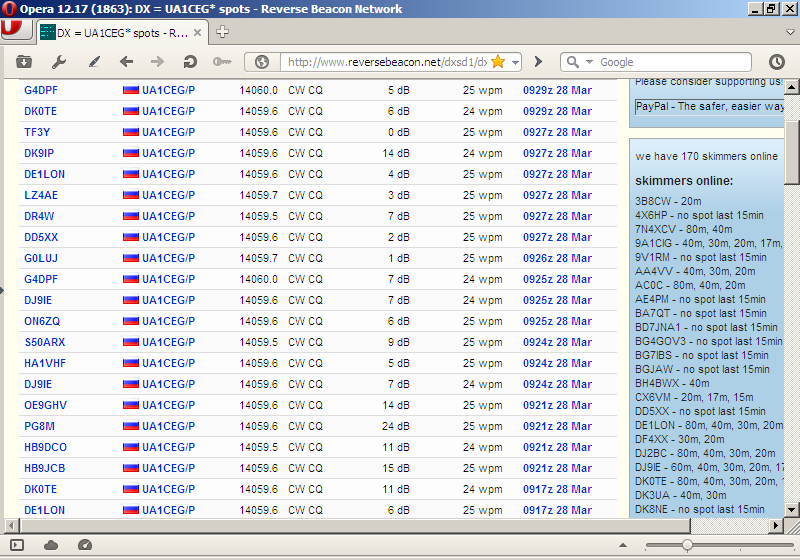 Opera 12.17 (1863): DX = UA1CEG* spots - Reverse Beacon Network
DX = UA1CEG* spots - R...
http://www.reversebeacon.net/dxsd1/dx
Google
G4DPF UA1CEG/P 14060.0 CW CQ 5 dB 25 wpm 0929z 28 Mar
DK0TE UA1CEG/P 14059.6 CW CQ 6 dB 24 wpm 0929z 28 Mar
TF3Y UA1CEG/P 14059.6 CW CQ 0 dB 25 wpm 0927z 28 Mar
DK9IP UA1CEG/P 14059.6 CW CQ 14 dB 24 wpm 0927z 28 Mar
DE1LON UA1CEG/P 14059.6 CW CQ 4 dB 24 wpm 0927z 28 Mar
LZ4AE UA1CEG/P 14059.7 CW CQ 3 dB 25 wpm 0927z 28 Mar
DR4W UA1CEG/P 14059.5 CW CQ 7 dB 25 wpm 0927z 28 Mar
DD5XX UA1CEG/P 14059.6 CW CQ 2 dB 25 wpm 0927z 28 Mar
G0LUJ UA1CEG/P 14059.7 CW CQ 1 dB 25 wpm 0926z 28 Mar
G4DPF UA1CEG/P 14060.0 CW CQ 7 dB 24 wpm 0925z 28 Mar
DJ9IE UA1CEG/P 14059.6 CW CQ 7 dB 25 wpm 0925z 28 Mar
ON6ZQ UA1CEG/P 14059.6 CW CQ 6 dB 25 wpm 0925z 28 Mar
S50ARX UA1CEG/P 14059.5 CW CQ 9 dB 25 wpm 0924z 28 Mar
HA1VHF UA1CEG/P 14059.6 CW CQ 5 dB 25 wpm 0924z 28 Mar
DJ9IE UA1CEG/P 14059.6 CW CQ 7 dB 24 wpm 0924z 28 Mar
OE9GHV UA1CEG/P 14059.6 CW CQ 14 dB 25 wpm 0921z 28 Mar
PG8M UA1CEG/P 14059.6 CW CQ 24 dB 25 wpm 0921z 28 Mar
HB9DCO UA1CEG/P 14059.5 CW CQ 11 dB 24 wpm 0921z 28 Mar
HB9JCB UA1CEG/P 14059.6 CW CQ 15 dB 25 wpm 0921z 28 Mar
DK0TE UA1CEG/P 14059.6 CW CQ 11 dB 24 wpm 0917z 28 Mar
DE1LON UA1CEG/P 14059.6 CW CQ 6 dB 25 wpm 0917z 28 Mar
Please consider supporting us!
PayPal - The safer, easier way
we have 170 skimmers online
skimmers online:
3B8CW - 20m
4X6HP - no spot last 15min
7N4XCV - 80m, 40m
9A1CIG - 40m, 30m, 20m, 17m,
9V1RM - no spot last 15min
AA4VV - 40m, 30m, 20m
AC0C - 80m, 40m, 20m
AE4PM - no spot last 15min
BA7QT - no spot last 15min
BD7JNA1 - no spot last 15min
BG4GOV3 - no spot last 15min
BG7IBS - no spot last 15min
BGJAW - no spot last 15min
BH4BWX - 40m
CX6VM - 20m, 17m, 15m
DD5XX - no spot last 15min
DE1LON - 80m, 40m, 30m, 20m
DF4XX - 30m, 20m
DJ2BC - 80m, 40m, 30m, 20m
DJ9IE - 60m, 40m, 30m, 20m, 17
DK0TE - 80m, 40m, 30m, 20m, 1
DK3UA - 40m, 30m
DK8NE - no spot last 15min